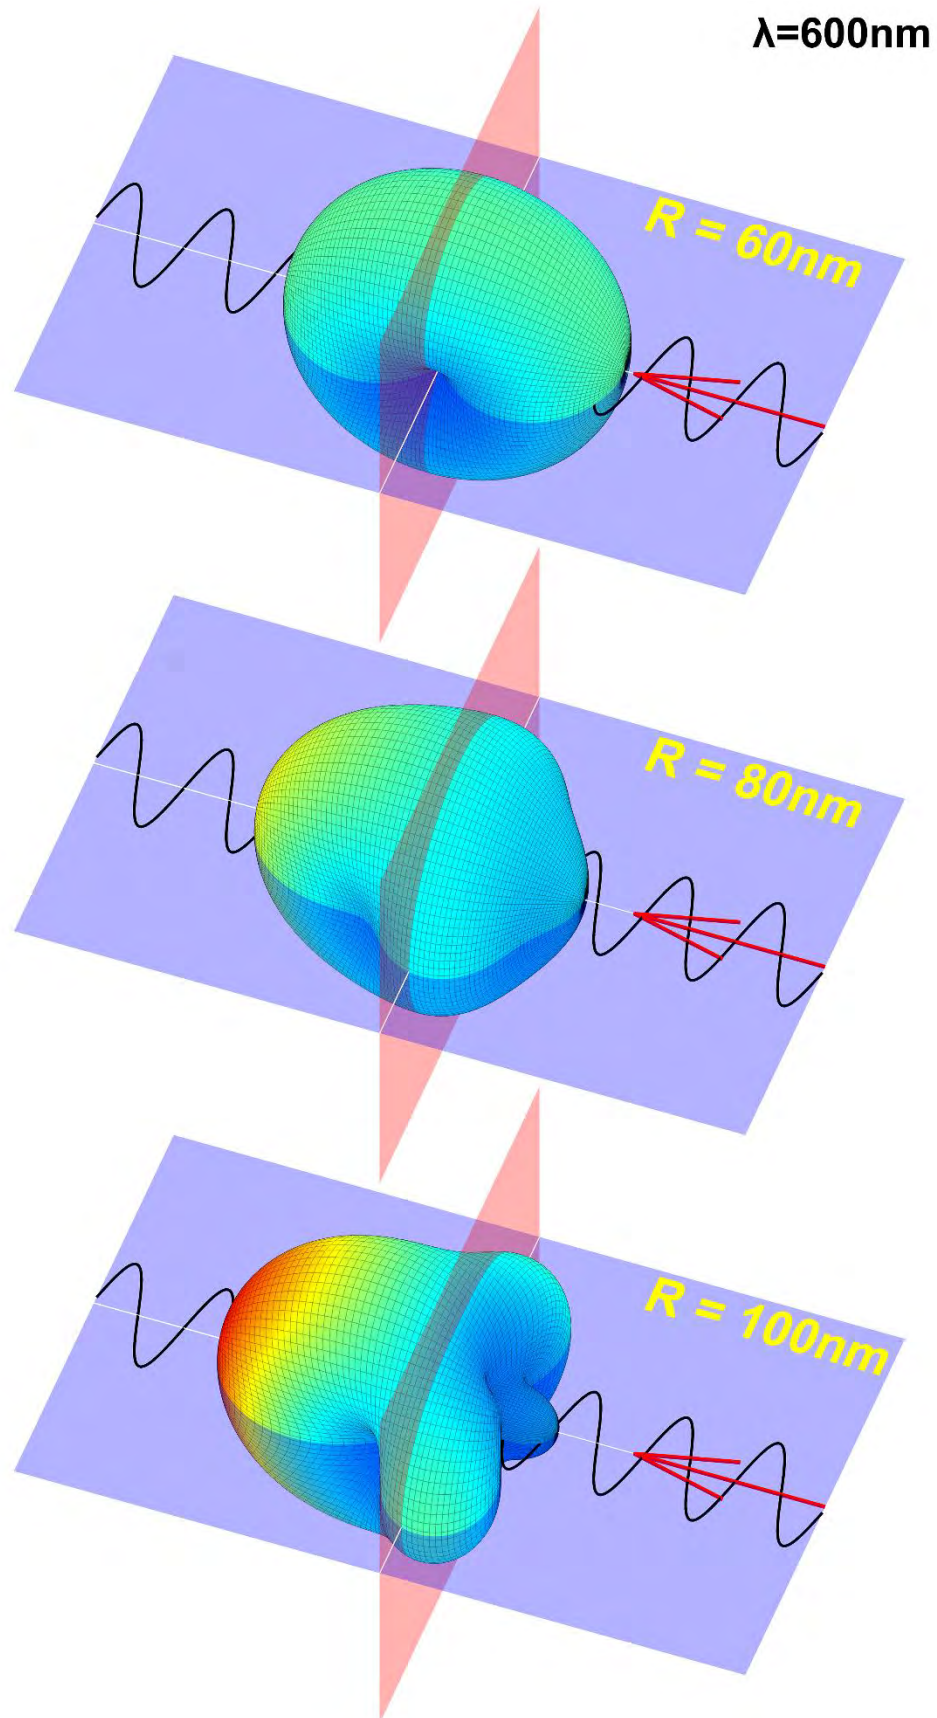 λ=600nm
R = 60nm
R = 80nm
R = 100nm